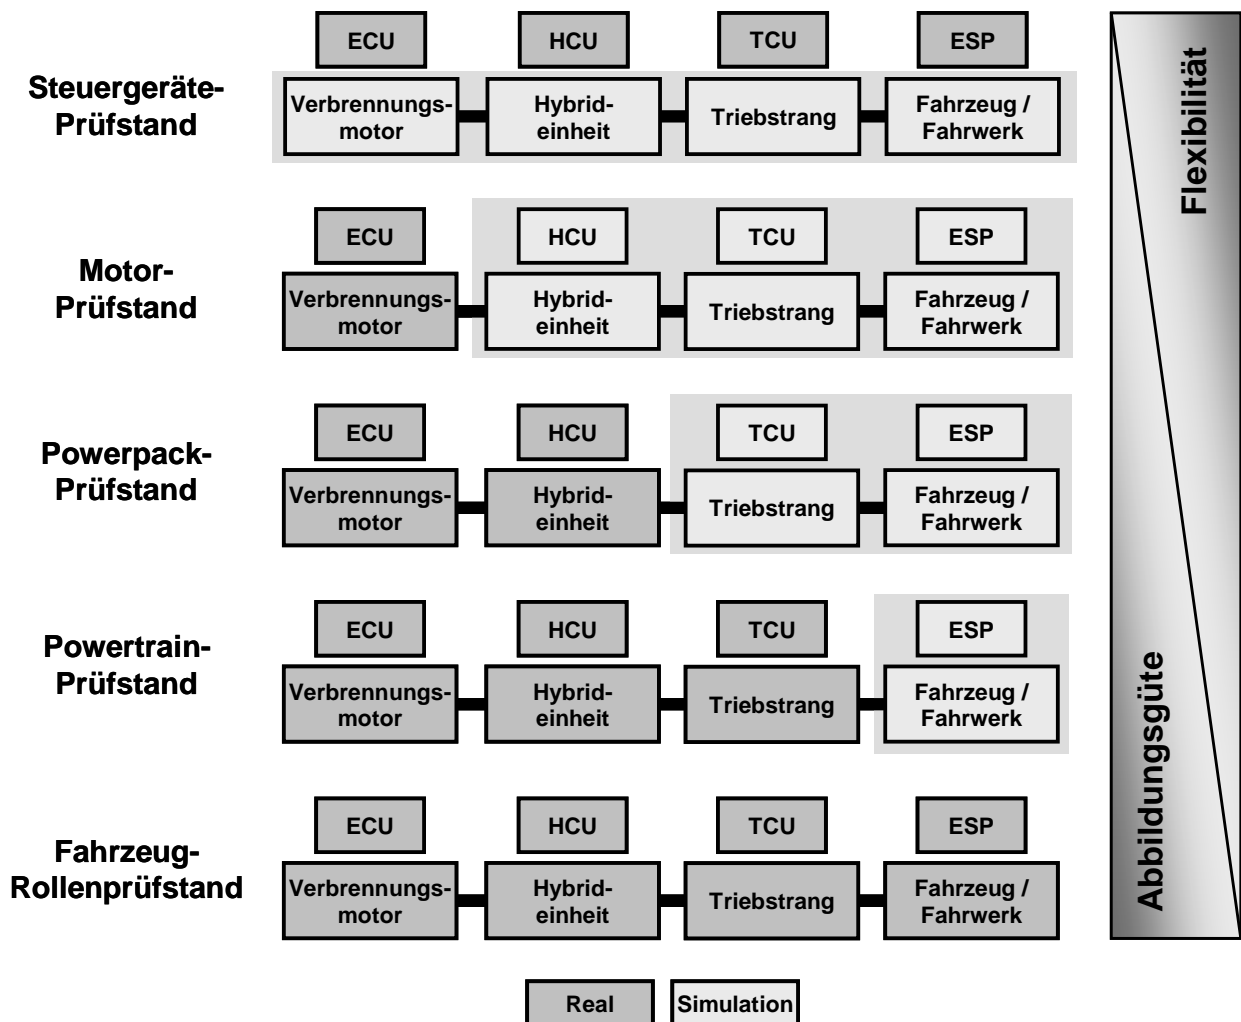 ECU HCU TCU ESP
Steuergeräte-
Prüfstand
Verbrennungs-
motor
Hybrid-
einheit
Triebstrang
Fahrzeug /
Fahrwerk
Flexibilität
ECU HCU TCU ESP
Motor-
Prüfstand
Verbrennungs-
motor
Hybrid-
einheit
Triebstrang
Fahrzeug /
Fahrwerk
ECU HCU TCU ESP
Powerpack-
Prüfstand
Verbrennungs-
motor
Hybrid-
einheit
Triebstrang
Fahrzeug /
Fahrwerk
ECU HCU TCU ESP
Powertrain-
Prüfstand
Verbrennungs-
motor
Hybrid-
einheit
Triebstrang
Fahrzeug /
Fahrwerk
Abbildungsgüte
ECU HCU TCU ESP
Fahrzeug-
Rollenprüfstand
Verbrennungs-
motor
Hybrid-
einheit
Triebstrang
Fahrzeug /
Fahrwerk
Real Simulation